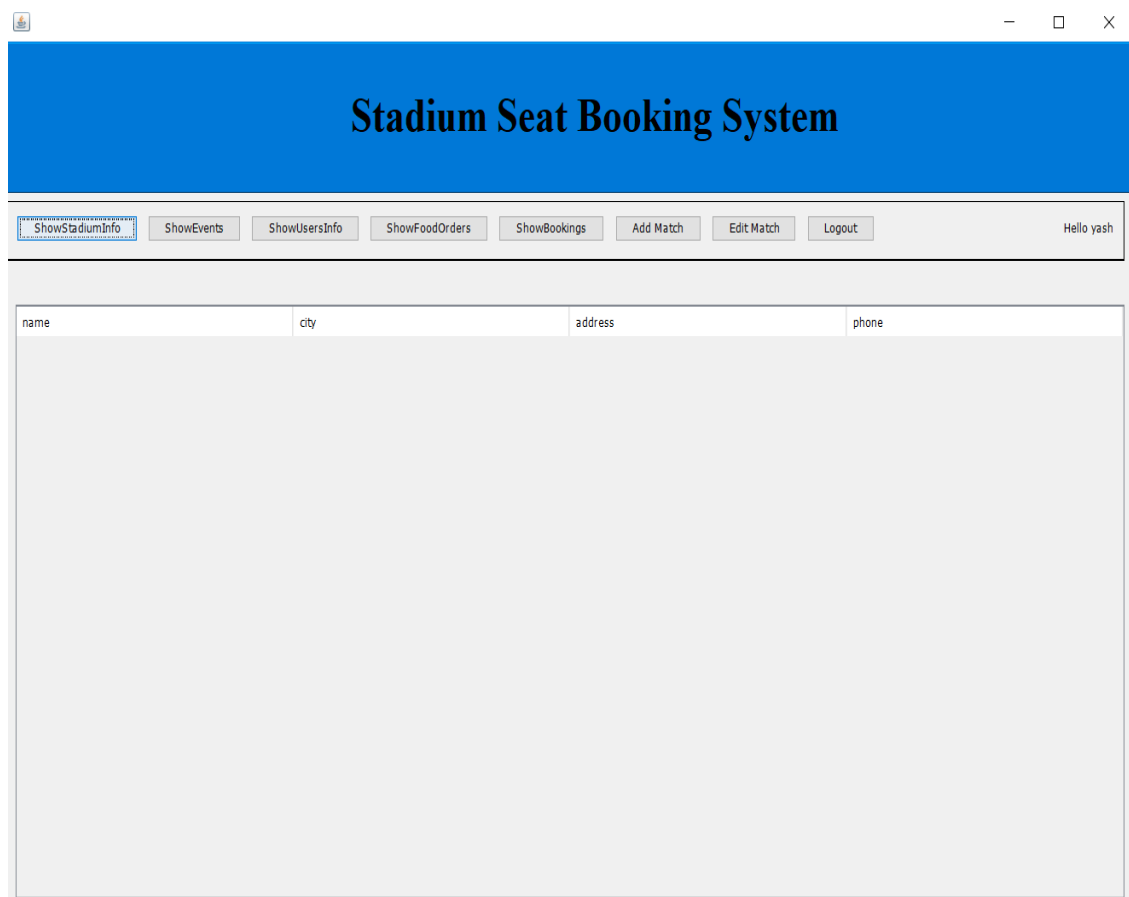 Stadium Seat Booking System
ShowStadiumInfo ShowEvents ShowUsersInfo ShowFoodOrders ShowBookings Add Match Edit Match Logout Hello yash
name city address phone